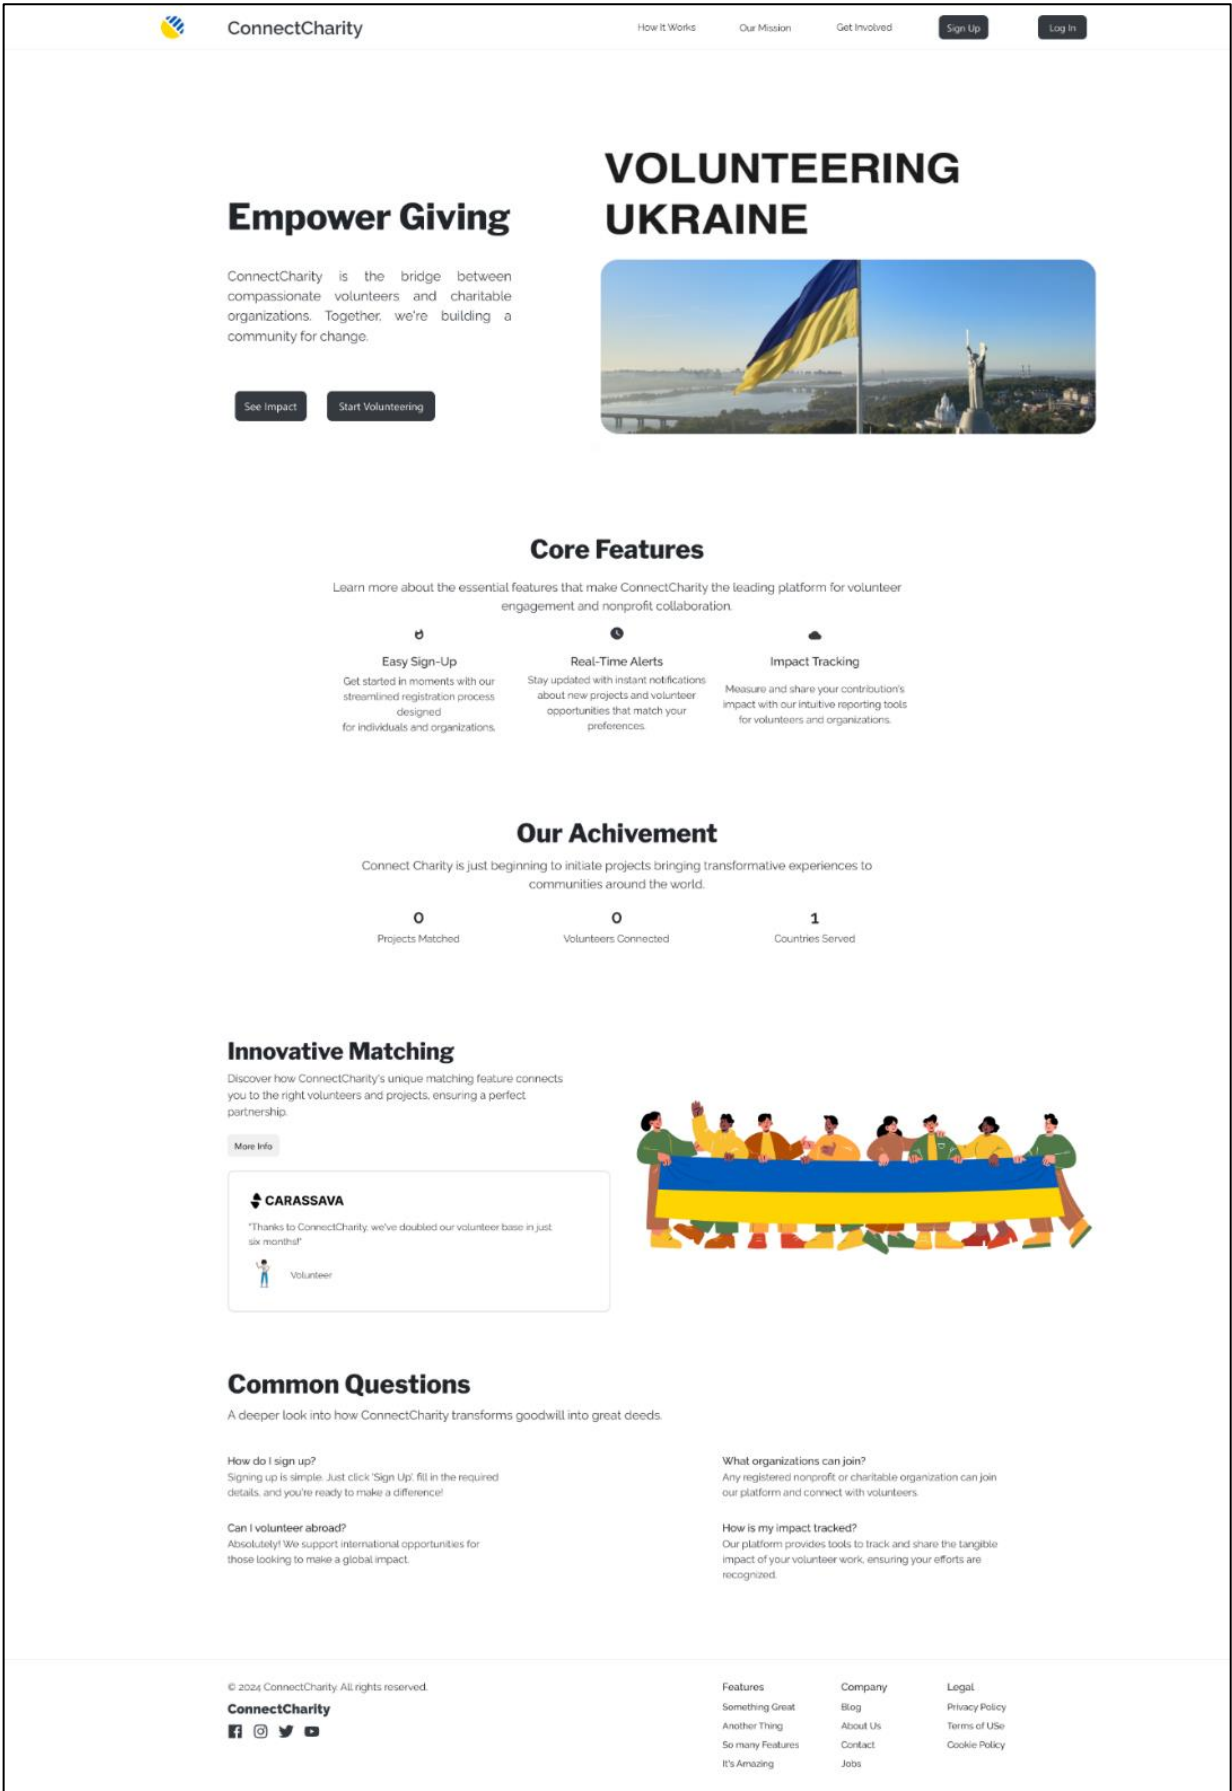 ConnectCharity
How It Works
Our Mission
Get Involved
Sign Up
Log In
Empower Giving
ConnectCharity is the bridge between
compassionate volunteers and charitable
organizations. Together, we're building a
community for change.
See Impact
Start Volunteering
VOLUNTEERING
UKRAINE
Core Features
Learn more about the essential features that make ConnectCharity the leading platform for volunteer
engagement and nonprofit collaboration.
Easy Sign-Up
Get started in moments with our
streamlined registration process
designed
for individuals and organizations.
Real-Time Alerts
Stay updated with instant notifications
about new projects and volunteer
opportunities that match your
preferences.
Impact Tracking
Measure and share your contribution's
impact with our intuitive reporting tools
for volunteers and organizations.
Our Achivement
Connect Charity is just beginning to initiate projects bringing transformative experiences to
communities around the world.
0
Projects Matched
0
Volunteers Connected
1
Countries Served
Innovative Matching
Discover how ConnectCharity's unique matching feature connects
you to the right volunteers and projects, ensuring a perfect
partnership.
More Info
CARASSAVA
"Thanks to ConnectCharity, we've doubled our volunteer base in just
six months!"
Volunteer
Common Questions
A deeper look into how ConnectCharity transforms goodwill into great deeds.
How do I sign up?
Signing up is simple. Just click 'Sign Up', fill in the required
details, and you're ready to make a difference!
What organizations can join?
Any registered nonprofit or charitable organization can join
our platform and connect with volunteers.
Can I volunteer abroad?
Absolutely! We support international opportunities for
those looking to make a global impact.
How is my impact tracked?
Our platform provides tools to track and share the tangible
impact of your volunteer work, ensuring your efforts are
recognized.
© 2024 ConnectCharity. All rights reserved.
ConnectCharity
Features
Something Great
Another Thing
So many Features
It's Amazing
Company
Blog
About Us
Contact
Jobs
Legal
Privacy Policy
Terms of USe
Cookie Policy